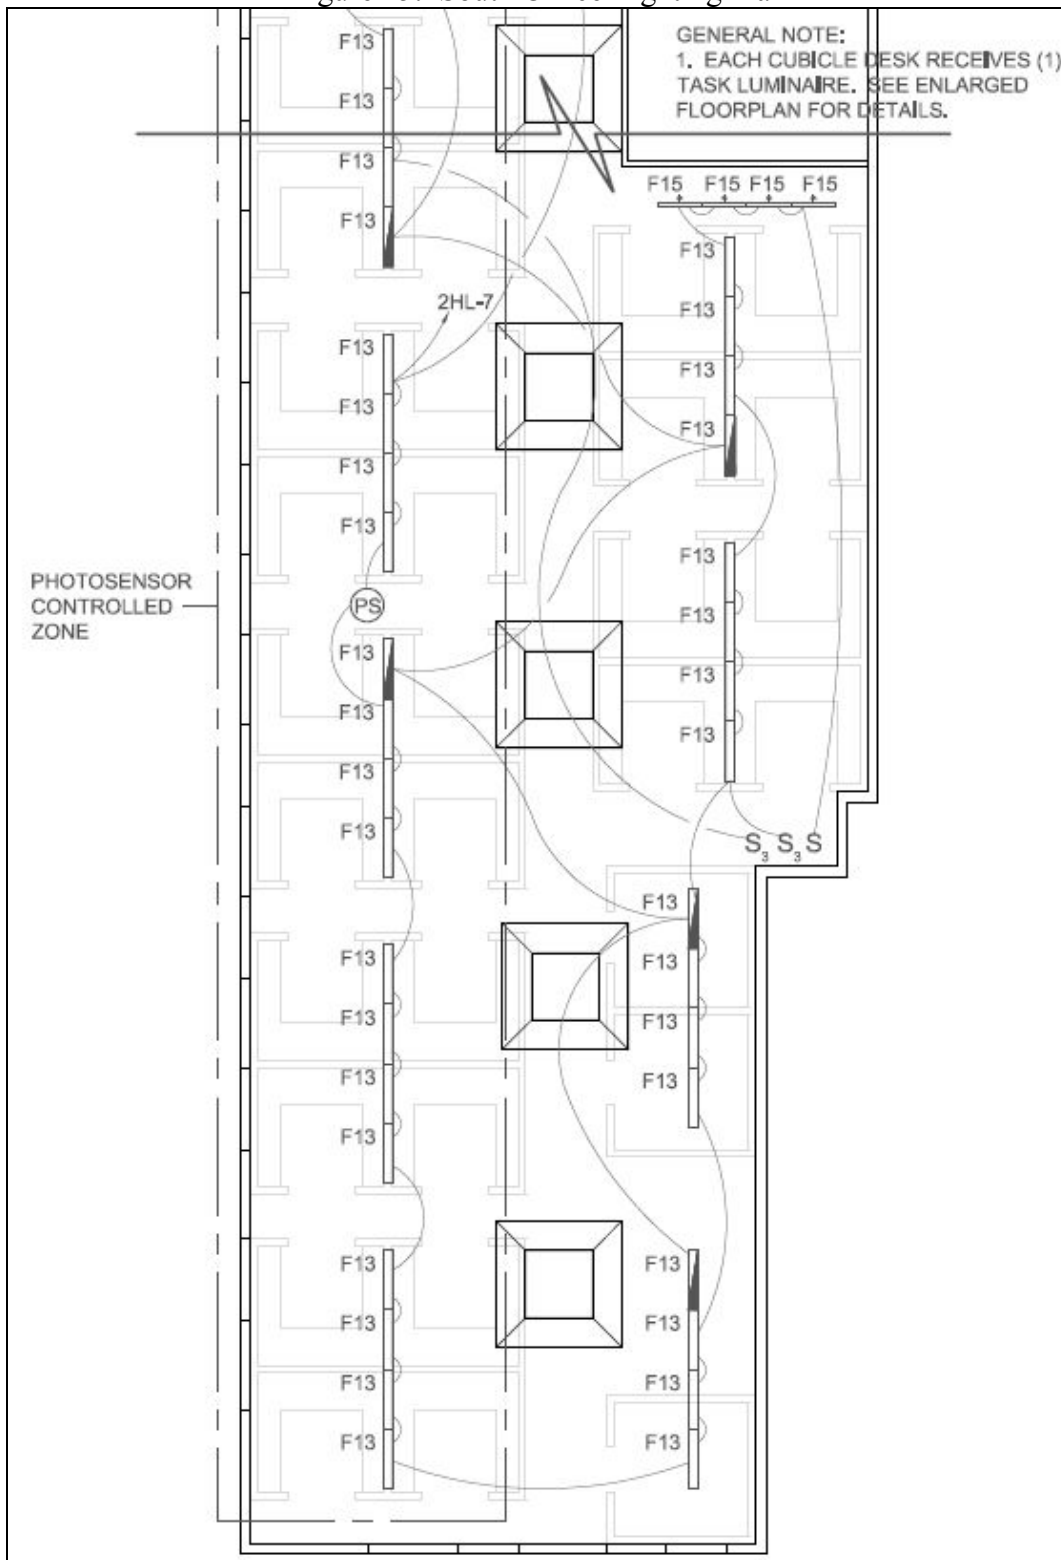 GENERAL NOTE:
1. EACH CUBICLE DESK RECEIVES (1)
TASK LUMINAIRE. SEE ENLARGED
FLOORPLAN FOR DETAILS.
F13
F13
F13
F13
2HL-7
F13
F13
F13
F13
PHOTOSENSOR
CONTROLLED
ZONE
PS
F13
F13
F13
F13
F13
F13
F13
F13
F13
F13
F13
F13
F15 F15 F15 F15
F13
F13
F13
F13
F13
F13
F13
F13
S3 S3 S
F13
F13
F13
F13
F13
F13
F13
F13